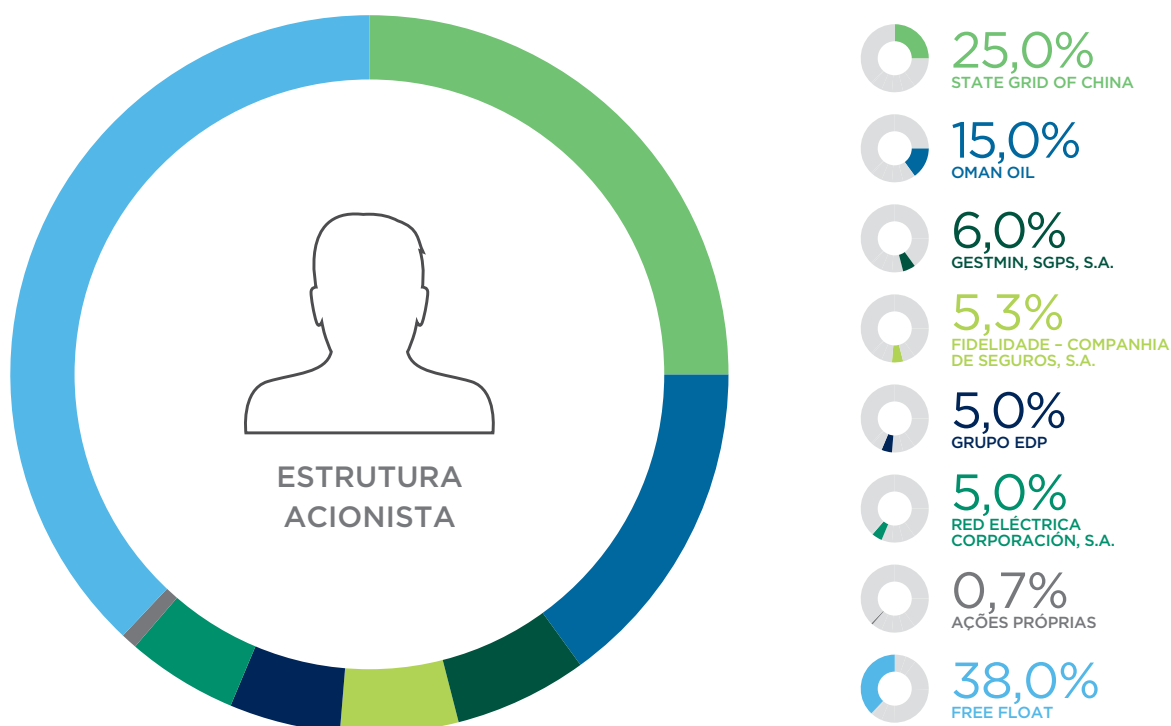 ESTRUTURA
ACIONISTA
25,0%
STATE GRID OF CHINA
15,0%
OMAN OIL
6,0%
GESTMIN, SGPS, S.A.
5,3%
FIDELIDADE – COMPANHIA
DE SEGUROS, S.A.
5,0%
GRUPO EDP
5,0%
RED ELÉCTRICA
CORPORACIÓN, S.A.
0,7%
AÇÕES PRÓPRIAS
38,0%
FREE FLOAT